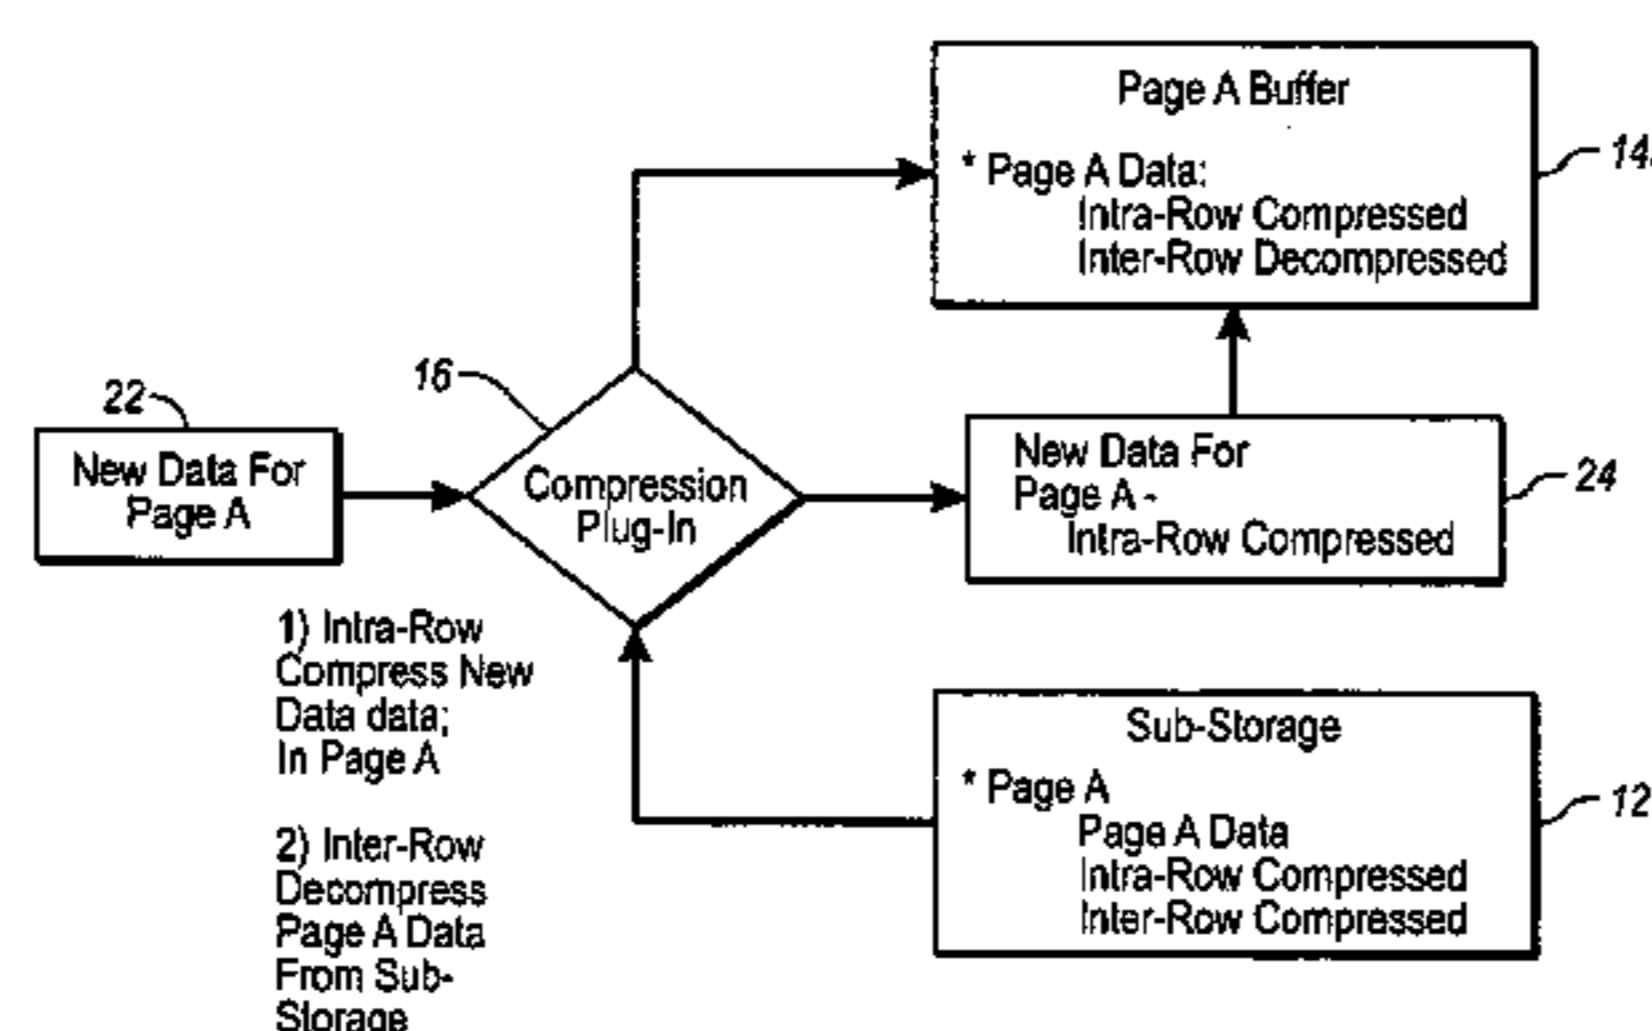 Page A Buffer
* Page A Data:
Intra-Row Compressed
Inter-Row Decompressed
16
22
New Data For
Page A
Compression
Plug-In
New Data For
Page A -
Intra-Row Compressed
24
1) Intra-Row
Compress New
Data data;
In Page A
2) Inter-Row
Decompress
Page A Data
From Sub-
Storage
Sub-Storage
* Page A
Page A Data
Intra-Row Compressed
Inter-Row Compressed
12